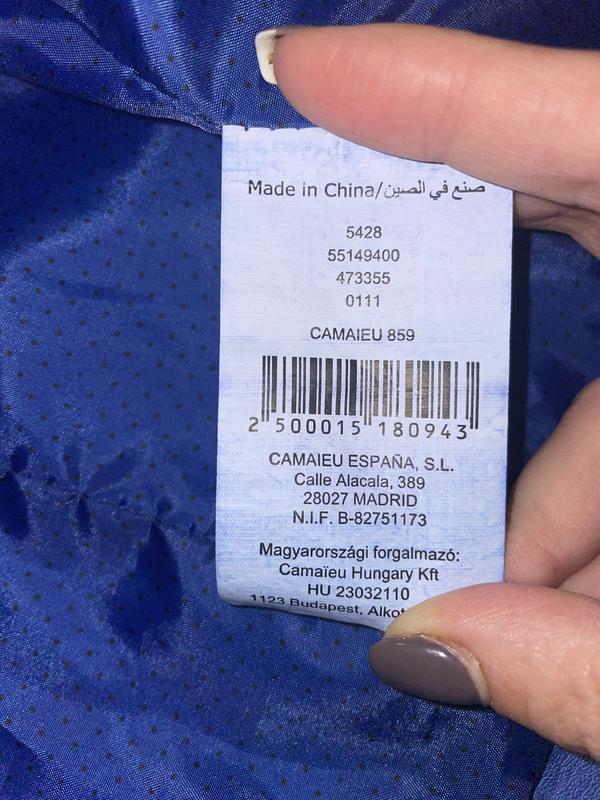 Made in China/صنع في الصين
5428
55149400
473355
0111
CAMAIEU 859
2 500015 180943
CAMAIEU ESPAÑA, S.L.
Calle Alacala, 389
28027 MADRID
N.I.F. B-82751173
Magyarországi forgalmazó:
Camaïeu Hungary Kft
HU 23032110
1123 Budapest,